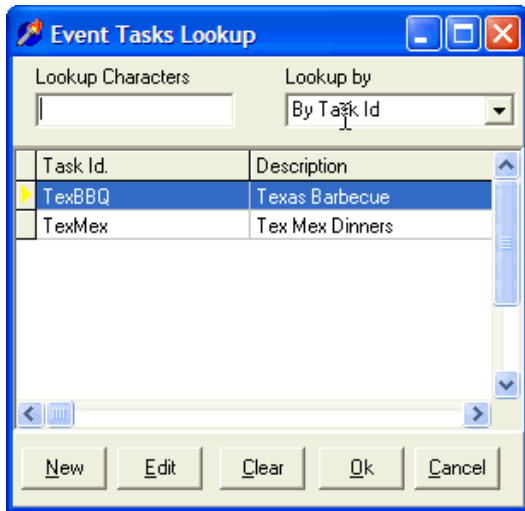 Event Tasks Lookup
Lookup Characters Lookup by
By Task Id
Task Id. Description
TexBBQ Texas Barbecue
TexMex Tex Mex Dinners
New Edit Clear Ok Cancel